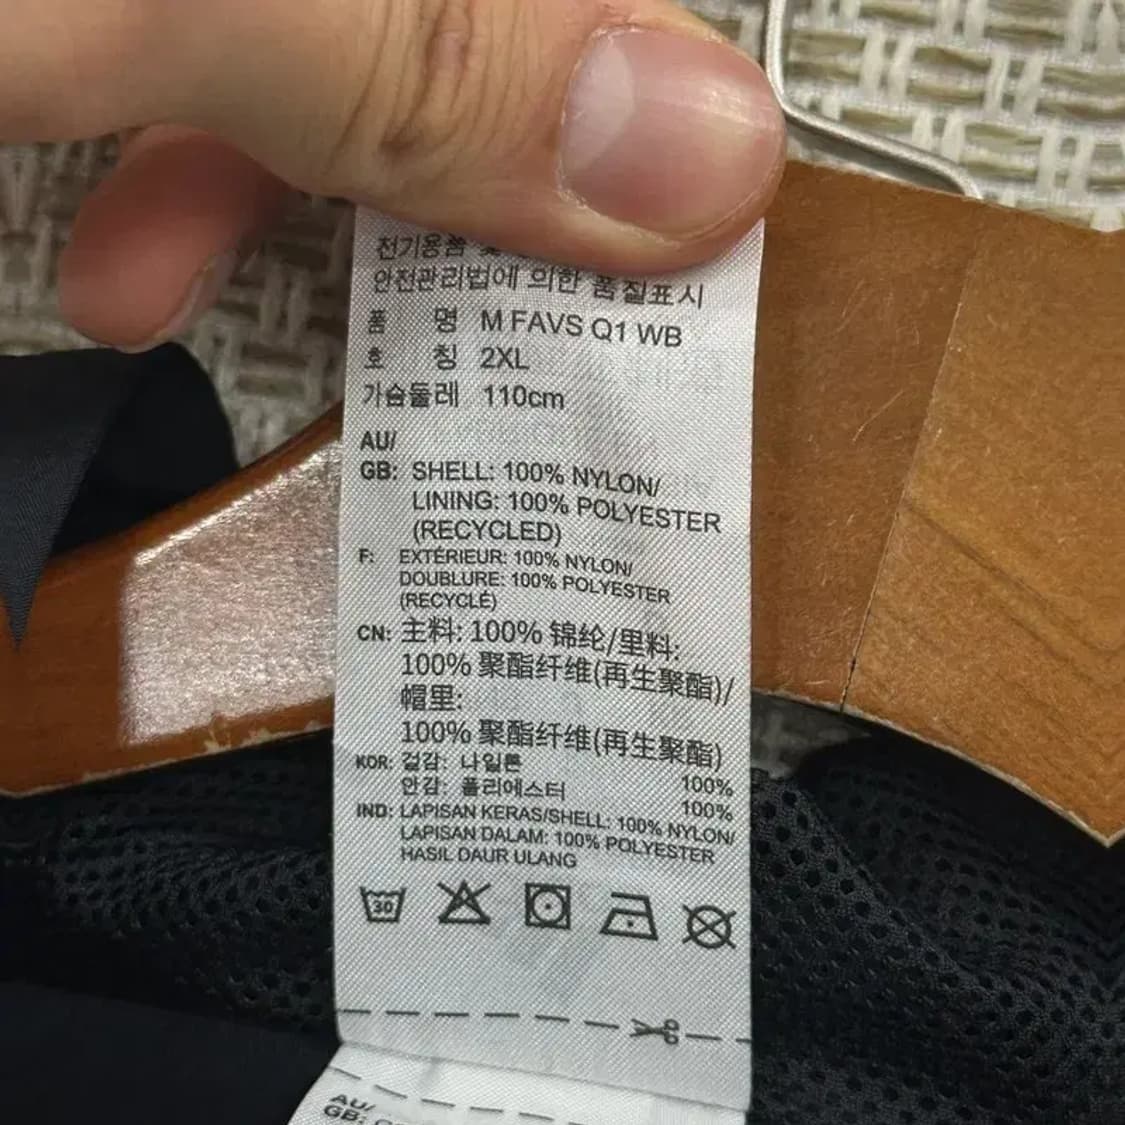 전기용품
안전관리법에 의한 품질표시
품 명 M FAVS Q1 WB
호 칭 2XL
가슴둘레 110cm
AU/
GB: SHELL: 100% NYLON/
LINING: 100% POLYESTER
(RECYCLED)
F: EXTÉRIEUR: 100% NYLON/
DOUBLURE: 100% POLYESTER
(RECYCLÉ)
CN: 主料: 100% 锦纶/里料:
100% 聚酯纤维(再生聚酯)/
帽里:
100% 聚酯纤维(再生聚酯)
KOR: 겉감: 나일론 100%
안감: 폴리에스터 100%
IND: LAPISAN KERAS/SHELL: 100% NYLON/
LAPISAN DALAM: 100% POLYESTER
HASIL DAUR ULANG
30
AU/
GB: